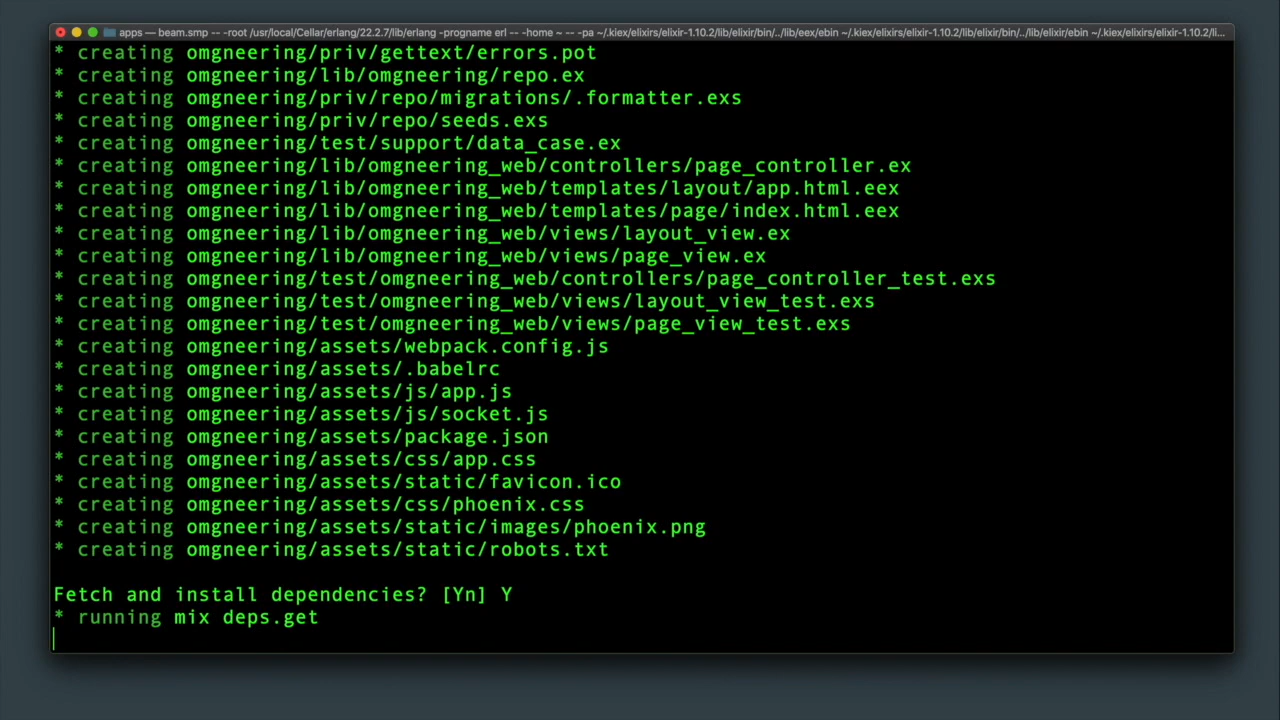 apps — beam.smp -- -root /usr/local/Cellar/erlang/22.2.7/lib/erlang -progname erl -- -home ~ -- -pa ~/.kiex/elixirs/elixir-1.10.2/lib/elixir/bin/../lib/eex/ebin ~/.kiex/elixirs/elixir-1.10.2/lib/elixir/bin/../lib/elixir/ebin ~/.kiex/elixirs/elixir-1.10.2/li...
* creating omgneering/priv/gettext/errors.pot
* creating omgneering/lib/omgneering/repo.ex
* creating omgneering/priv/repo/migrations/.formatter.exs
* creating omgneering/priv/repo/seeds.exs
* creating omgneering/test/support/data_case.ex
* creating omgneering/lib/omgneering_web/controllers/page_controller.ex
* creating omgneering/lib/omgneering_web/templates/layout/app.html.eex
* creating omgneering/lib/omgneering_web/templates/page/index.html.eex
* creating omgneering/lib/omgneering_web/views/layout_view.ex
* creating omgneering/lib/omgneering_web/views/page_view.ex
* creating omgneering/test/omgneering_web/controllers/page_controller_test.exs
* creating omgneering/test/omgneering_web/views/layout_view_test.exs
* creating omgneering/test/omgneering_web/views/page_view_test.exs
* creating omgneering/assets/webpack.config.js
* creating omgneering/assets/.babelrc
* creating omgneering/assets/js/app.js
* creating omgneering/assets/js/socket.js
* creating omgneering/assets/package.json
* creating omgneering/assets/css/app.css
* creating omgneering/assets/static/favicon.ico
* creating omgneering/assets/css/phoenix.css
* creating omgneering/assets/static/images/phoenix.png
* creating omgneering/assets/static/robots.txt
Fetch and install dependencies? [Yn] Y
* running mix deps.get